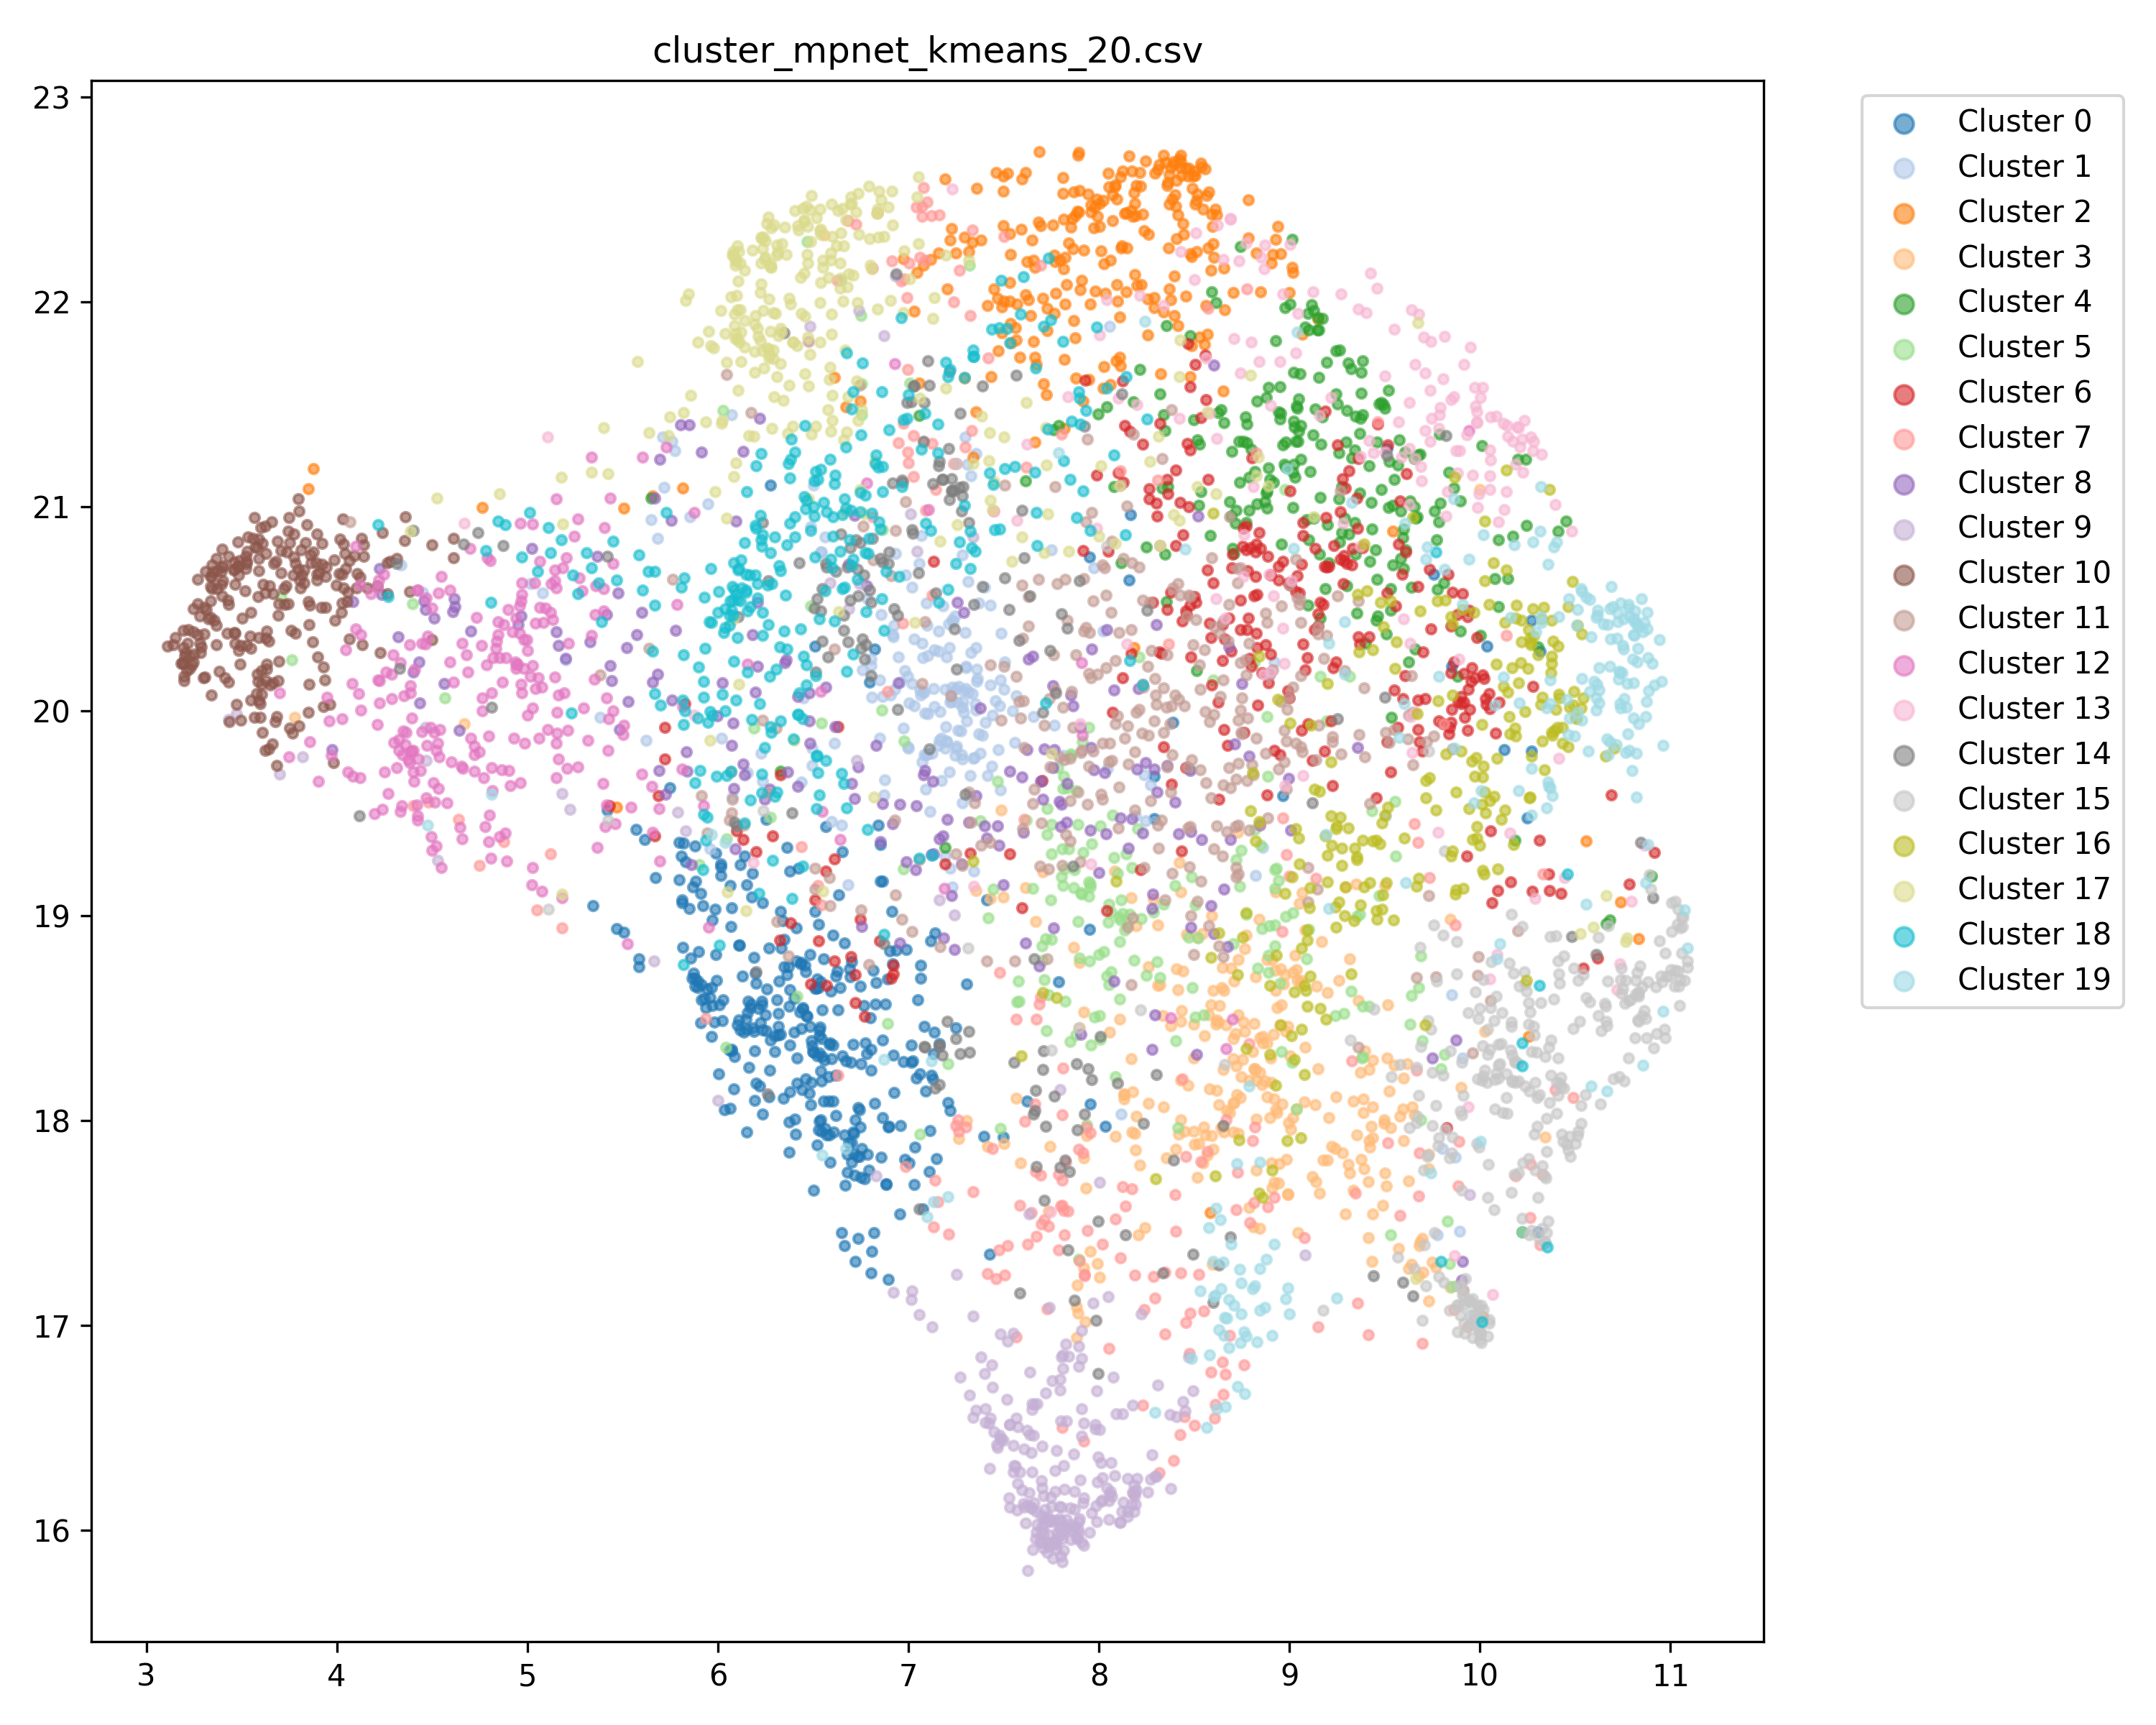 cluster_mpnet_kmeans_20.csv
23
22
21
20
19
18
17
16
3 4 5 6 7 8 9 10 11
Cluster 0
Cluster 1
Cluster 2
Cluster 3
Cluster 4
Cluster 5
Cluster 6
Cluster 7
Cluster 8
Cluster 9
Cluster 10
Cluster 11
Cluster 12
Cluster 13
Cluster 14
Cluster 15
Cluster 16
Cluster 17
Cluster 18
Cluster 19